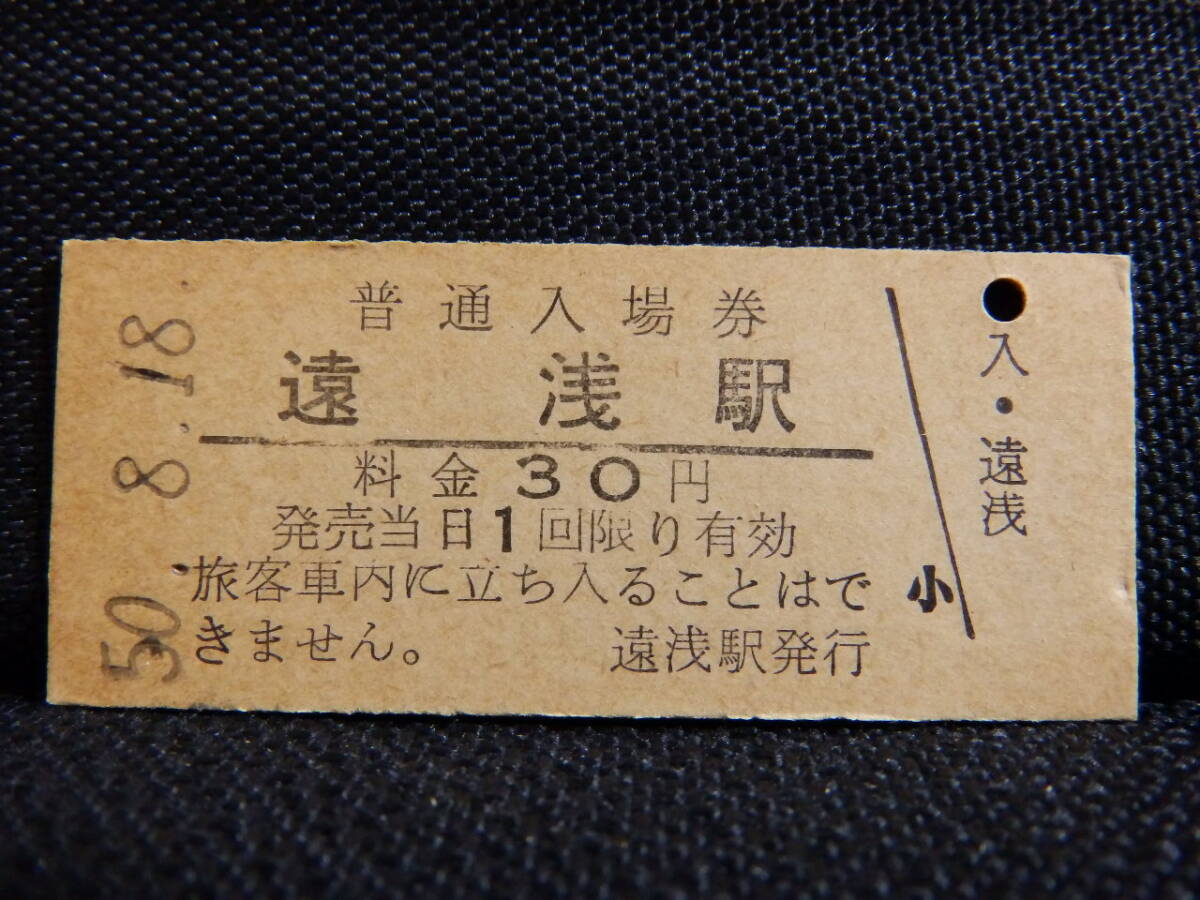 普通入場券
遠浅駅
料金30円
発売当日1回限り有効
旅客車内に立ち入ることはで
きません。 遠浅駅発行
50.8.18.
小
入・遠浅